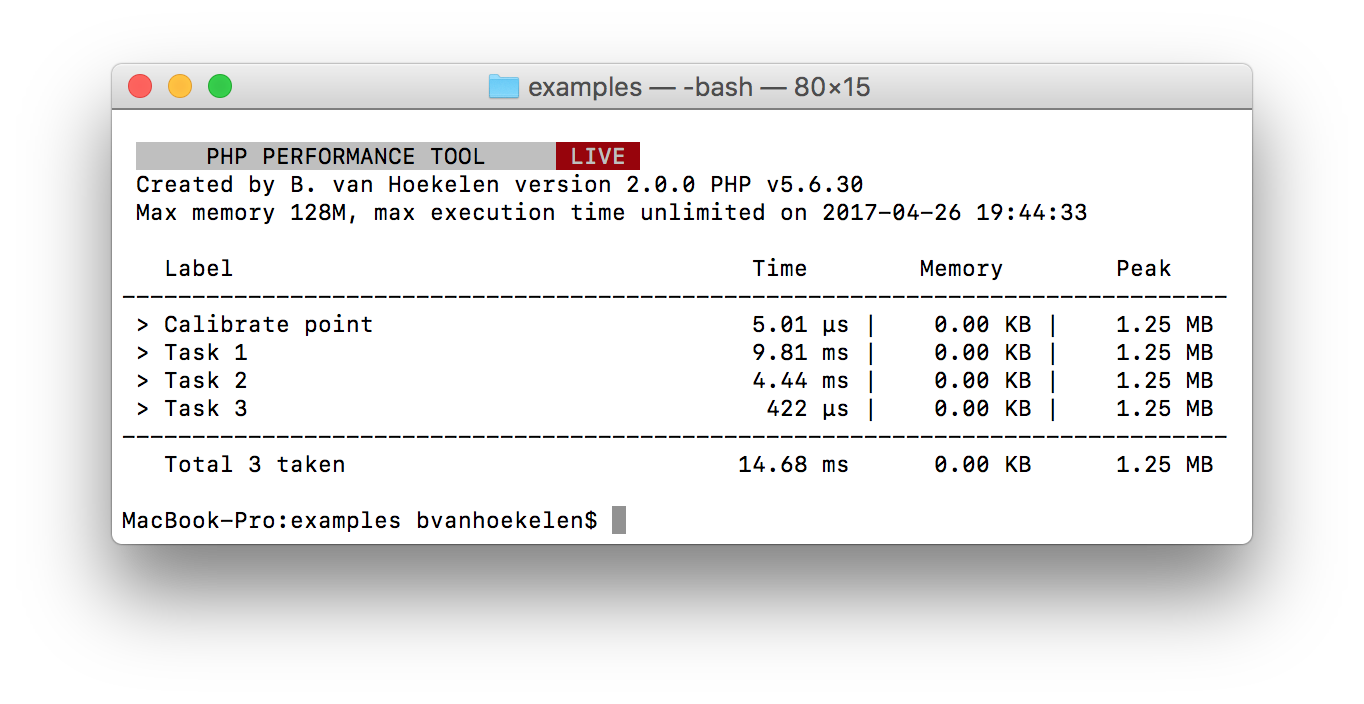 examples — -bash — 80×15
PHP PERFORMANCE TOOL LIVE
Created by B. van Hoekelen version 2.0.0 PHP v5.6.30
Max memory 128M, max execution time unlimited on 2017-04-26 19:44:33
Label Time Memory Peak
--------------------------------------------------------------------------------
> Calibrate point 5.01 µs | 0.00 KB | 1.25 MB
> Task 1 9.81 ms | 0.00 KB | 1.25 MB
> Task 2 4.44 ms | 0.00 KB | 1.25 MB
> Task 3 422 µs | 0.00 KB | 1.25 MB
--------------------------------------------------------------------------------
Total 3 taken 14.68 ms 0.00 KB 1.25 MB
MacBook-Pro:examples bvanhoekelen$